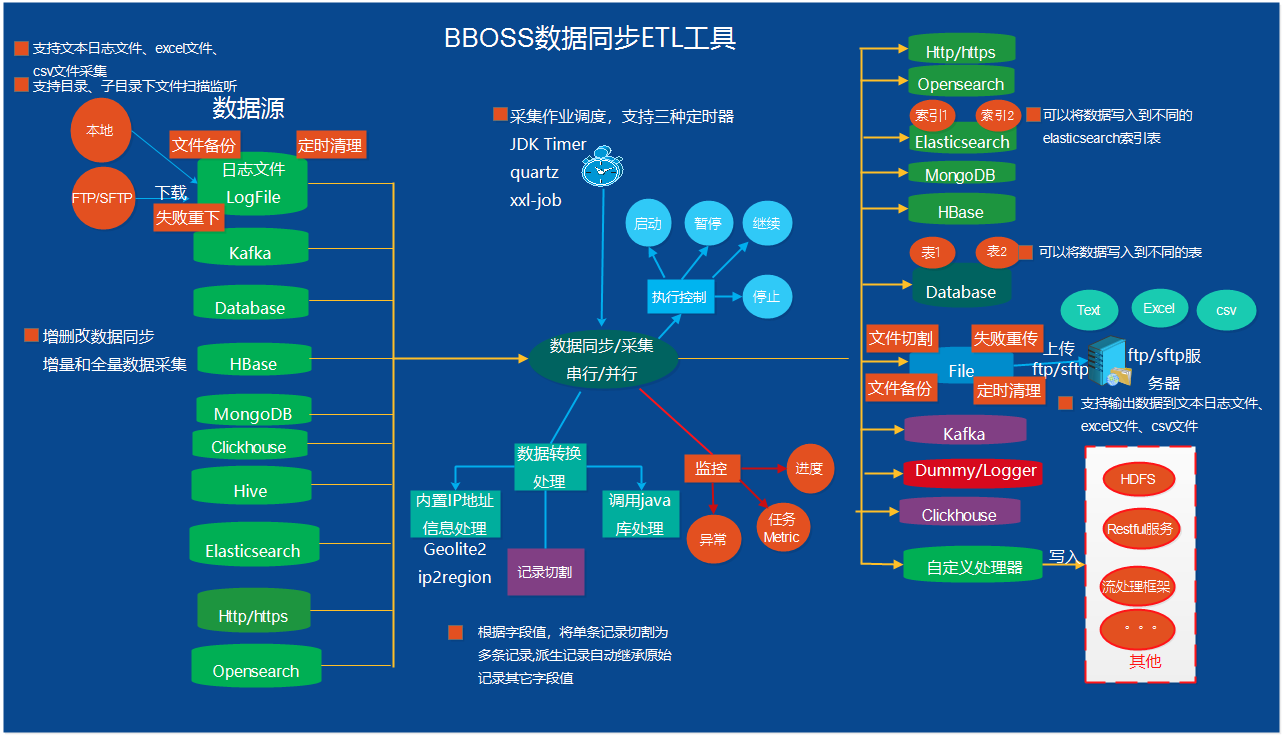 BBOSS数据同步ETL工具
支持文本日志文件、excel文件、
csv文件采集
支持目录、子目录下文件扫描监听
数据源
本地
文件备份
定时清理
日志文件
LogFile
FTP/SFTP
下载
失败重下
Kafka
Database
增删改数据同步
增量和全量数据采集
HBase
MongoDB
Clickhouse
Hive
Elasticsearch
Http/https
Opensearch
采集作业调度，支持三种定时器
JDK Timer
quartz
xxl-job
启动
暂停
继续
执行控制
停止
数据同步/采集
串行/并行
数据转换
处理
内置IP地址
信息处理
Geolite2
ip2region
调用java
库处理
记录切割
监控
进度
任务
Metric
异常
根据字段值，将单条记录切割为
多条记录,派生记录自动继承原始
记录其它字段值
Http/https
Opensearch
索引1
索引2
Elasticsearch
可以将数据写入到不同的
elasticsearch索引表
MongoDB
HBase
表1
表2
可以将数据写入到不同的表
Database
Text
Excel
csv
文件切割
失败重传
File
文件备份
定时清理
上传
ftp/sftp
ftp/sftp服
务器
支持输出数据到文本日志文件、
excel文件、csv文件
Kafka
Dummy/Logger
Clickhouse
自定义处理器
写入
HDFS
Restful服务
流处理框架
。。。
其他